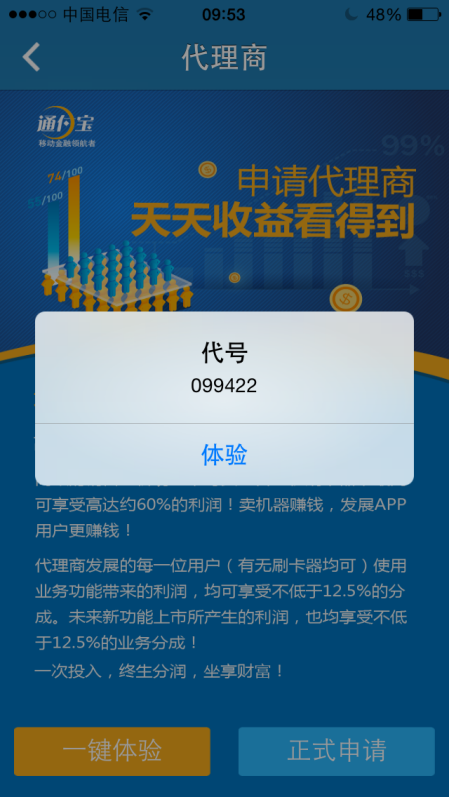 中国电信 09:53 48%
代理商
通付宝
移动金融领航者
74/100
55/100
99%
申请代理商
天天收益看得到
代号
099422
体验
可享受高达约60%的利润！卖机器赚钱，发展APP
用户更赚钱！
代理商发展的每一位用户（有无刷卡器均可）使用
业务功能带来的利润，均可享受不低于12.5%的分
成。未来新功能上市所产生的利润，也均享受不低
于12.5%的业务分成！
一次投入，终生分润，坐享财富！
一键体验 正式申请